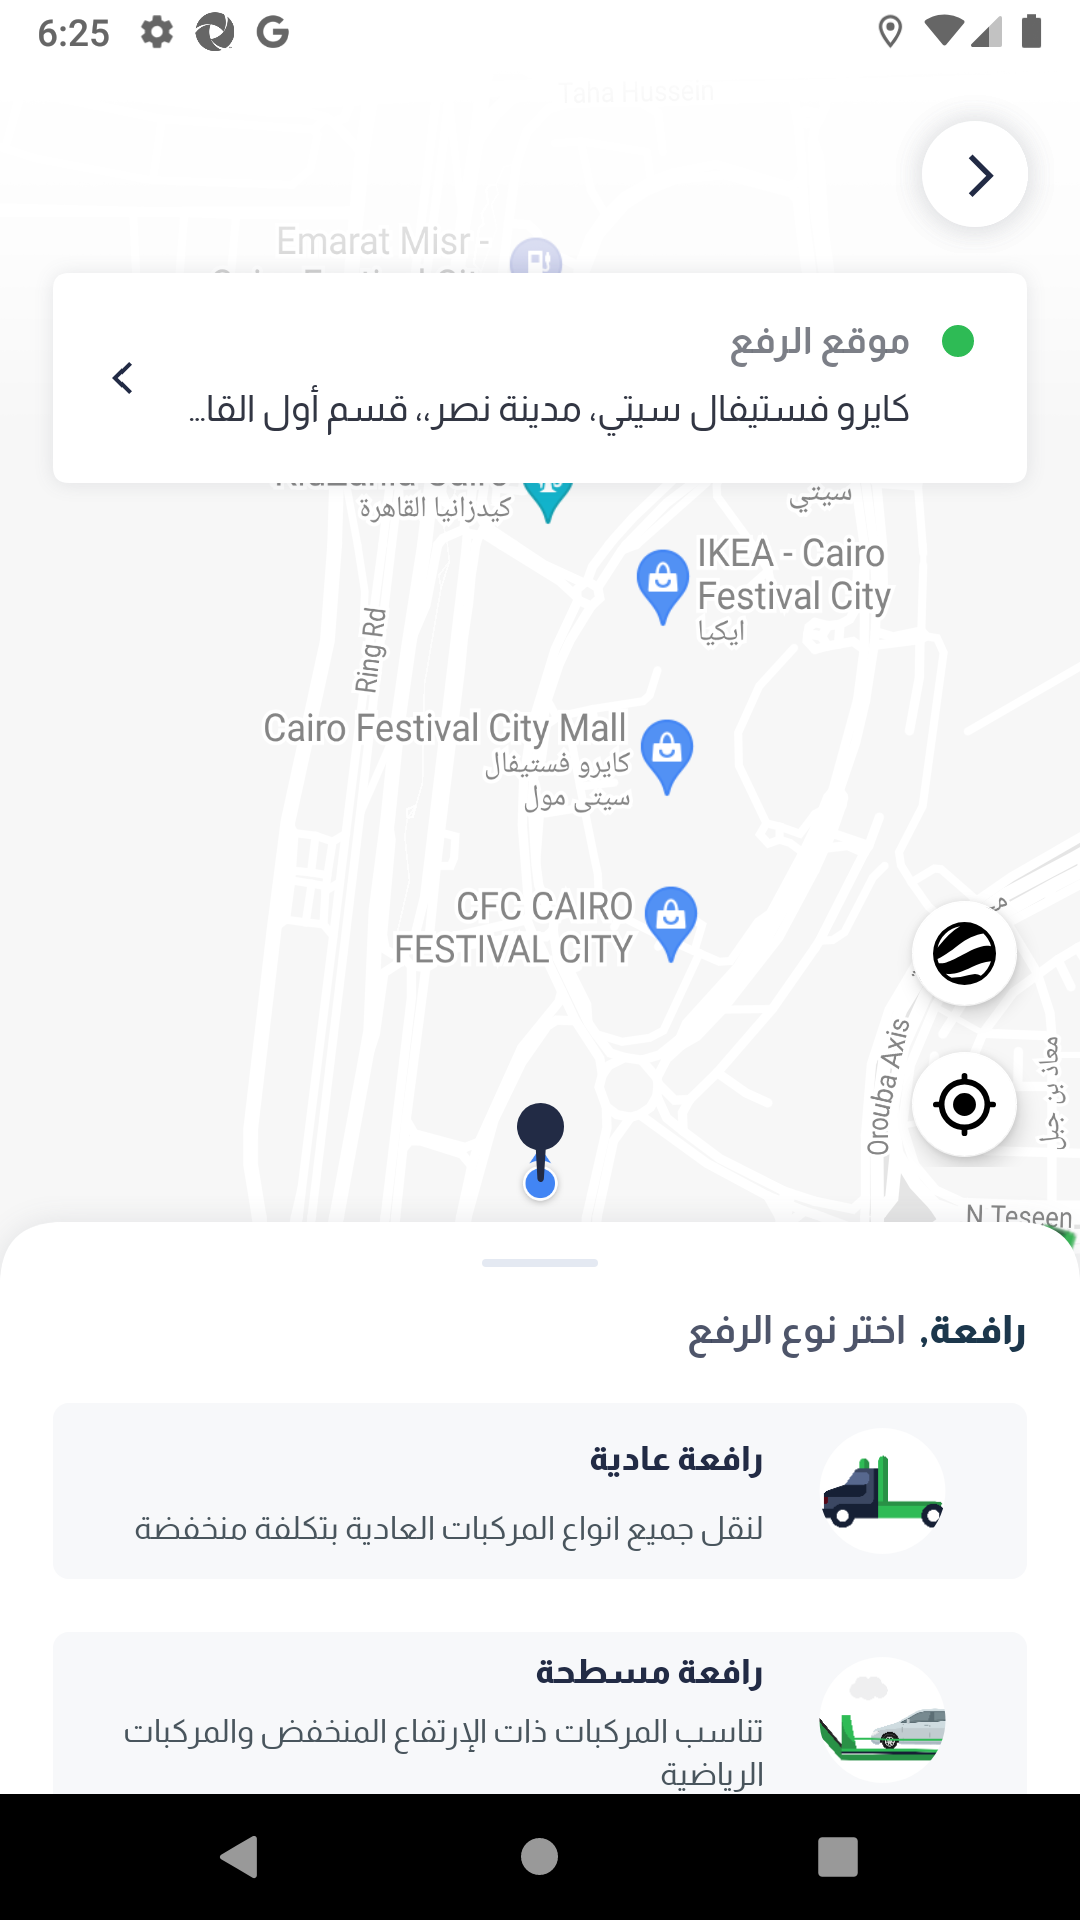 6:25
Taha Hussein
Emarat Misr -
موقع الرفع
كايرو فستيفال سيتي، مدينة نصر،، قسم أول القا...
سيتي
كيدزانيا القاهرة
IKEA - Cairo
Festival City
ايكيا
Ring Rd
Cairo Festival City Mall
كايرو فستيفال
سيتى مول
CFC CAIRO
FESTIVAL CITY
Orouba Axis
معاذ بن جبل
N Teseen
رافعة, اختر نوع الرفع
رافعة عادية
لنقل جميع انواع المركبات العادية بتكلفة منخفضة
رافعة مسطحة
تناسب المركبات ذات الإرتفاع المنخفض والمركبات
الرياضية